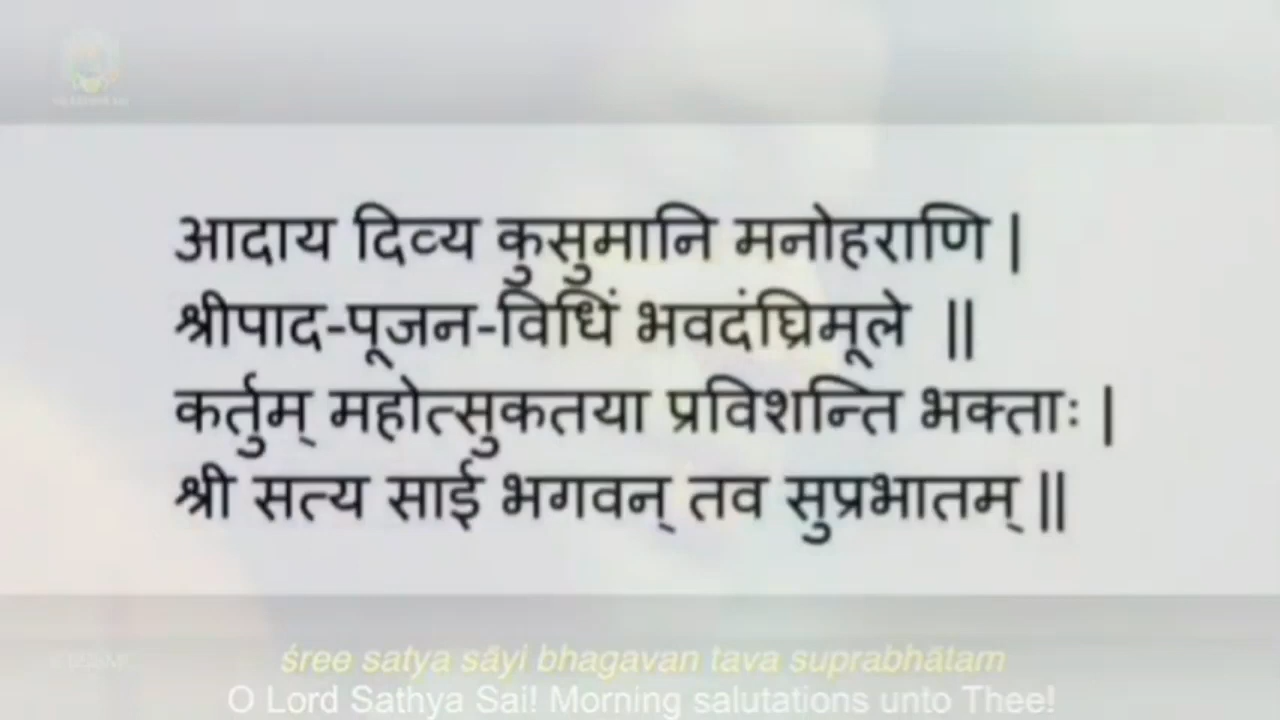 आदाय दिव्य कुसुमानि मनोहराणि |
श्रीपाद-पूजन-विधिं भवदंघ्रिमूले ||
कर्तुम् महोत्सुकतया प्रविशन्ति भक्ताः |
श्री सत्य साई भगवन् तव सुप्रभातम् ||
śree satya sāyi bhagavan tava suprabhātam
O Lord Sathya Sai! Morning salutations unto Thee!